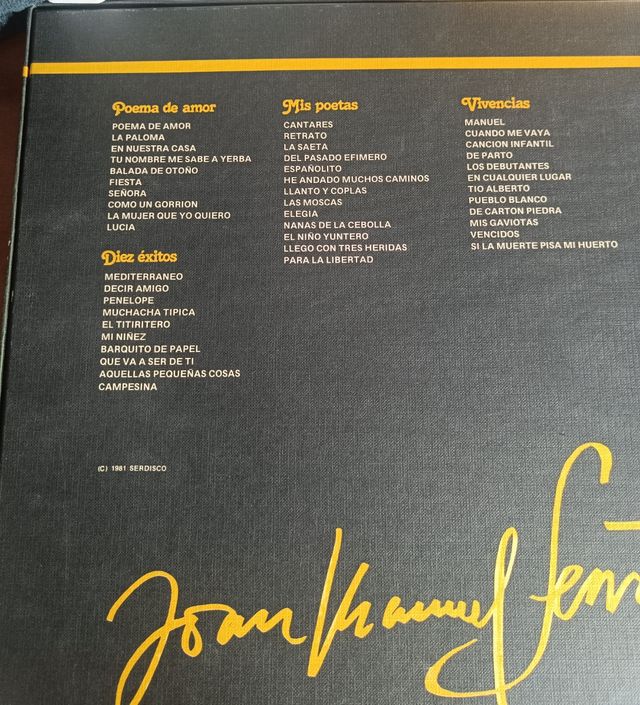 Poema de amor
POEMA DE AMOR
LA PALOMA
EN NUESTRA CASA
TU NOMBRE ME SABE A YERBA
BALADA DE OTOÑO
FIESTA
SEÑORA
COMO UN GORRION
LA MUJER QUE YO QUIERO
LUCIA
Diez éxitos
MEDITERRANEO
DECIR AMIGO
PENELOPE
MUCHACHA TIPICA
EL TITIRITERO
MI NIÑEZ
BARQUITO DE PAPEL
QUE VA A SER DE TI
AQUELLAS PEQUEÑAS COSAS
CAMPESINA
Mis poetas
CANTARES
RETRATO
LA SAETA
DEL PASADO EFIMERO
ESPAÑOLITO
HE ANDADO MUCHOS CAMINOS
LLANTO Y COPLAS
LAS MOSCAS
ELEGIA
NANAS DE LA CEBOLLA
EL NIÑO YUNTERO
LLEGO CON TRES HERIDAS
PARA LA LIBERTAD
Vivencias
MANUEL
CUANDO ME VAYA
CANCION INFANTIL
DE PARTO
LOS DEBUTANTES
EN CUALQUIER LUGAR
TIO ALBERTO
PUEBLO BLANCO
DE CARTON PIEDRA
MIS GAVIOTAS
VENCIDOS
SI LA MUERTE PISA MI HUERTO
(C) 1981 SERDISCO
Joan Manuel